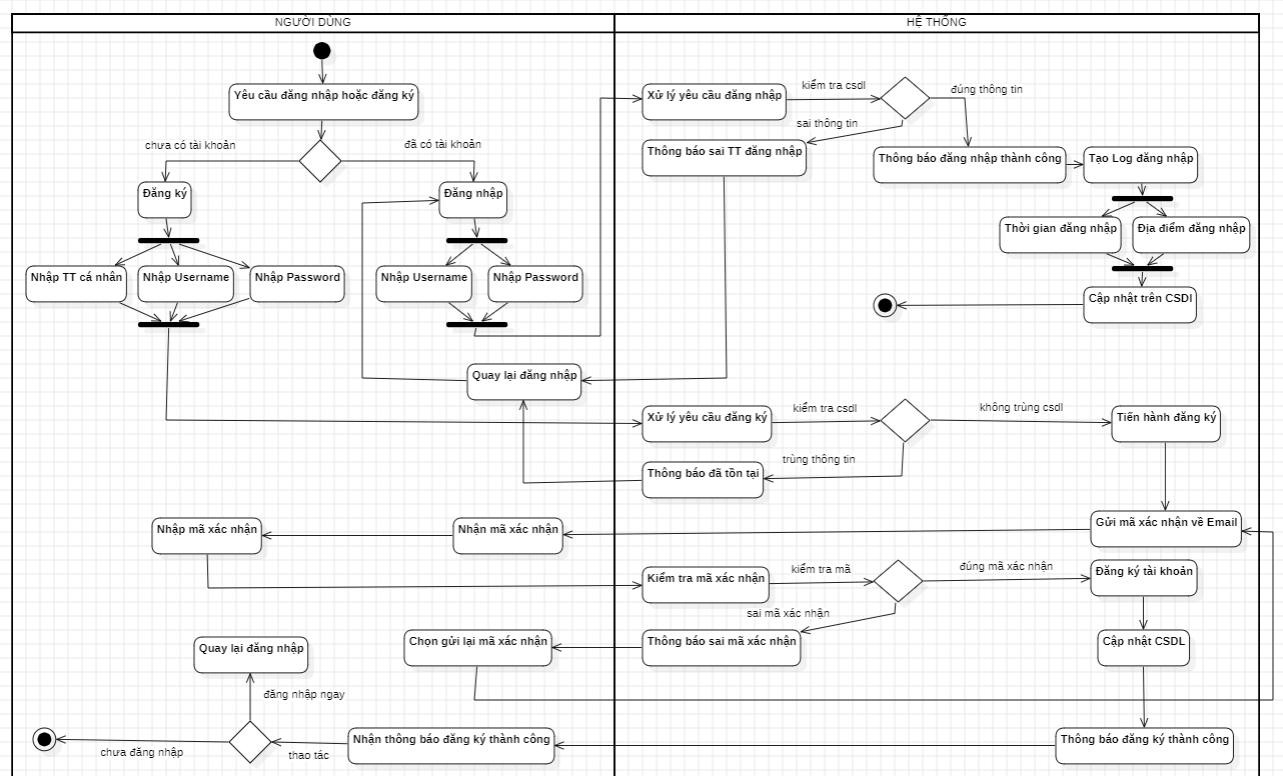 NGƯỜI DÙNG
HỆ THỐNG
Yêu cầu đăng nhập hoặc đăng ký
chưa có tài khoản
đã có tài khoản
Đăng ký
Đăng nhập
Nhập TT cá nhân
Nhập Username
Nhập Password
Nhập Username
Nhập Password
Xử lý yêu cầu đăng nhập
kiểm tra csdl
đúng thông tin
sai thông tin
Thông báo sai TT đăng nhập
Thông báo đăng nhập thành công
Tạo Log đăng nhập
Thời gian đăng nhập
Địa điểm đăng nhập
Cập nhật trên CSDl
Quay lại đăng nhập
Xử lý yêu cầu đăng ký
kiểm tra csdl
không trùng csdl
Tiến hành đăng ký
trùng thông tin
Thông báo đã tồn tại
Nhập mã xác nhận
Nhận mã xác nhận
Gửi mã xác nhận về Email
Kiểm tra mã xác nhận
kiểm tra mã
đúng mã xác nhận
Đăng ký tài khoản
sai mã xác nhận
Quay lại đăng nhập
Chọn gửi lại mã xác nhận
Thông báo sai mã xác nhận
Cập nhật CSDL
đăng nhập ngay
chưa đăng nhập
thao tác
Nhận thông báo đăng ký thành công
Thông báo đăng ký thành công